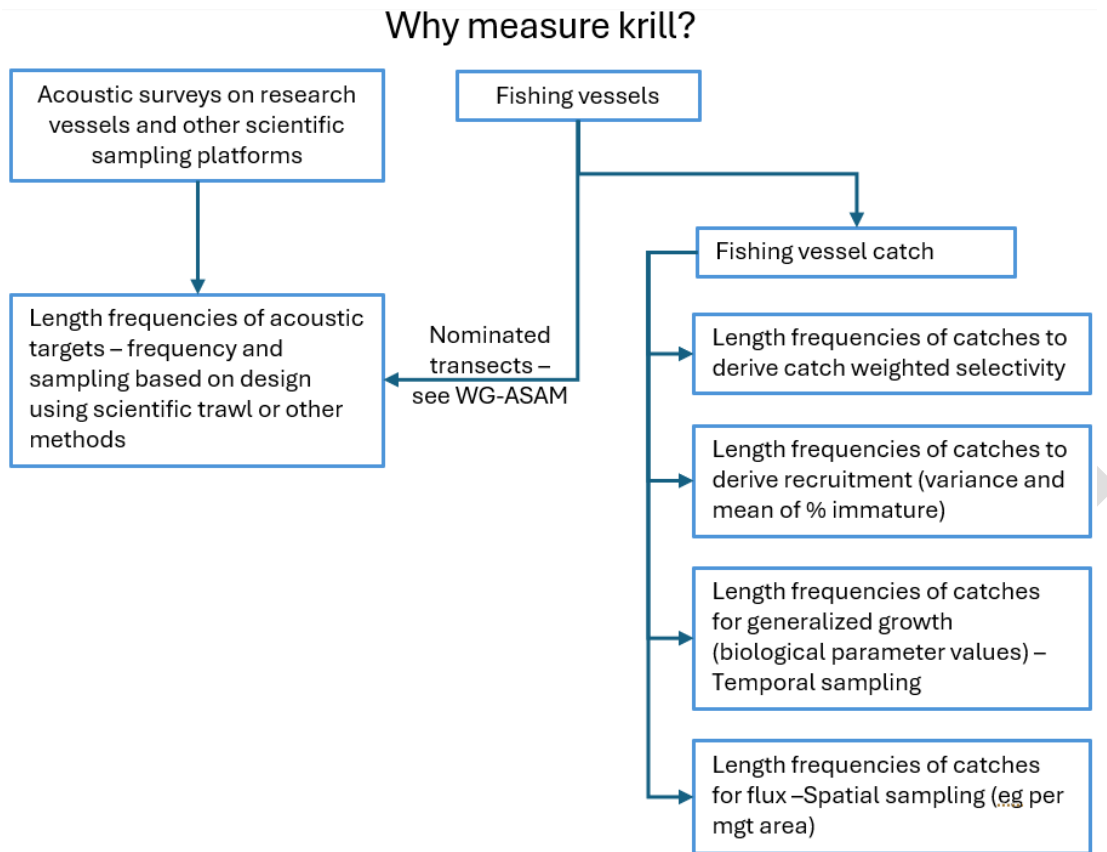 Why measure krill?
Acoustic surveys on research
vessels and other scientific
sampling platforms
Fishing vessels
Fishing vessel catch
Length frequencies of acoustic
targets – frequency and
sampling based on design
using scientific trawl or other
methods
Nominated
transects –
see WG-ASAM
Length frequencies of catches to
derive catch weighted selectivity
Length frequencies of catches to
derive recruitment (variance and
mean of % immature)
Length frequencies of catches
for generalized growth
(biological parameter values) –
Temporal sampling
Length frequencies of catches
for flux –Spatial sampling (eg per
mgt area)